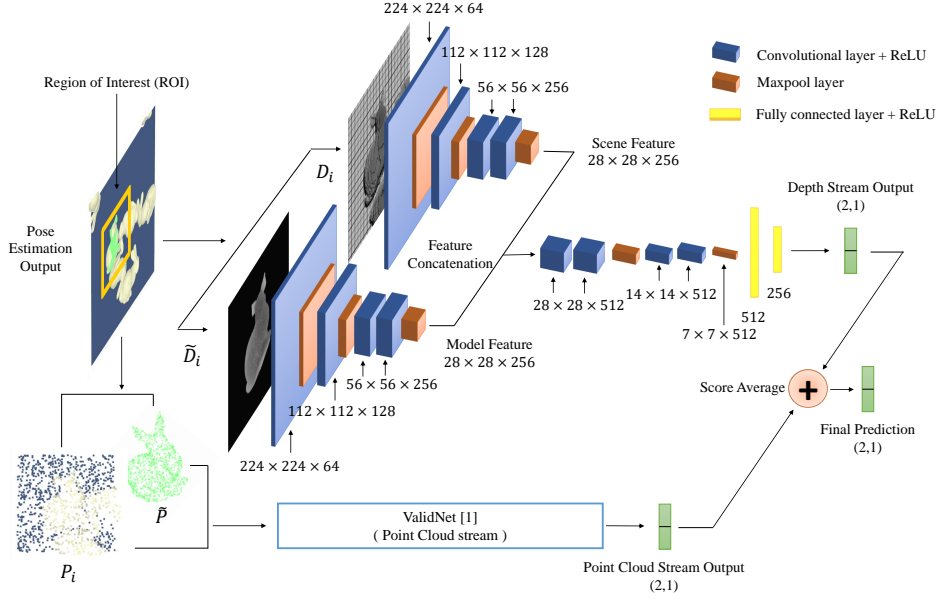 224 × 224 × 64
112 × 112 × 128
56 × 56 × 256
Convolutional layer + ReLU
Maxpool layer
Fully connected layer + ReLU
Region of Interest (ROI)
D_i
Scene Feature
28 × 28 × 256
Depth Stream Output
(2,1)
Pose
Estimation
Output
Feature
Concatenation
28 × 28 × 512
14 × 14 × 512
7 × 7 × 512
512
256
D̃_i
Model Feature
28 × 28 × 256
56 × 56 × 256
112 × 112 × 128
224 × 224 × 64
Score Average
+
Final Prediction
(2,1)
P̃
P_i
ValidNet [1]
( Point Cloud stream )
Point Cloud Stream Output
(2,1)